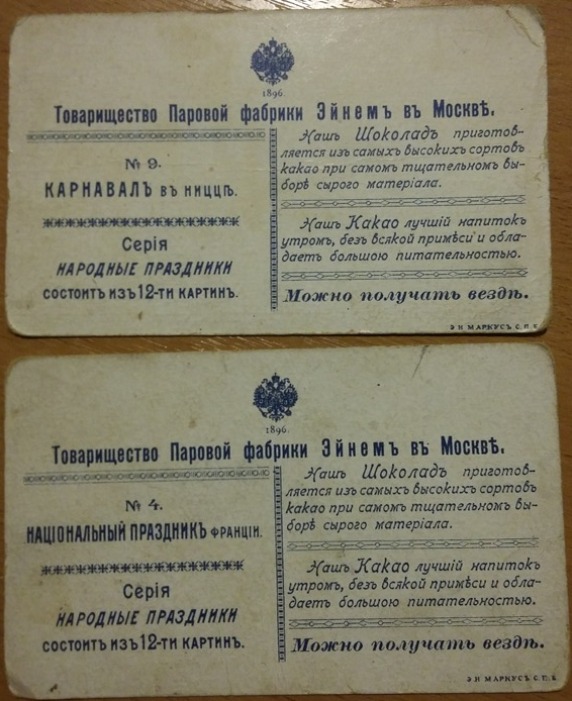 1896.
Товарищество Паровой фабрики Эйнемъ въ Москвѣ.
№ 9.
КАРНАВАЛЪ въ НИЦЦѢ.
Серія
НАРОДНЫЕ ПРАЗДНИКИ
СОСТОИТЪ ИЗЪ 12-ТИ КАРТИНЪ.
Нашъ Шоколадъ приготов-
ляется изъ самыхъ высокихъ сортовъ
какао при самомъ тщательномъ вы-
борѣ сырого матеріала.
Нашъ Какао лучшій напитокъ
утромъ, безъ всякой примѣси и обла-
даетъ большою питательностью.
Можно получать вездѣ.
Э. И МАРКУСЪ С. П. Б
1896.
Товарищество Паровой фабрики Эйнемъ въ Москвѣ.
№ 4.
НАЦІОНАЛЬНЫЙ ПРАЗДНИКЪ ФРАНЦІИ.
Серія
НАРОДНЫЕ ПРАЗДНИКИ
СОСТОИТЪ ИЗЪ 12-ТИ КАРТИНЪ.
Нашъ Шоколадъ приготов-
ляется изъ самыхъ высокихъ сортовъ
какао при самомъ тщательномъ вы-
борѣ сырого матеріала.
Нашъ Какао лучшій напитокъ
утромъ, безъ всякой примѣси и обла-
даетъ большою питательностью.
Можно получать вездѣ.
Э. И МАРКУСЪ С. П. Б